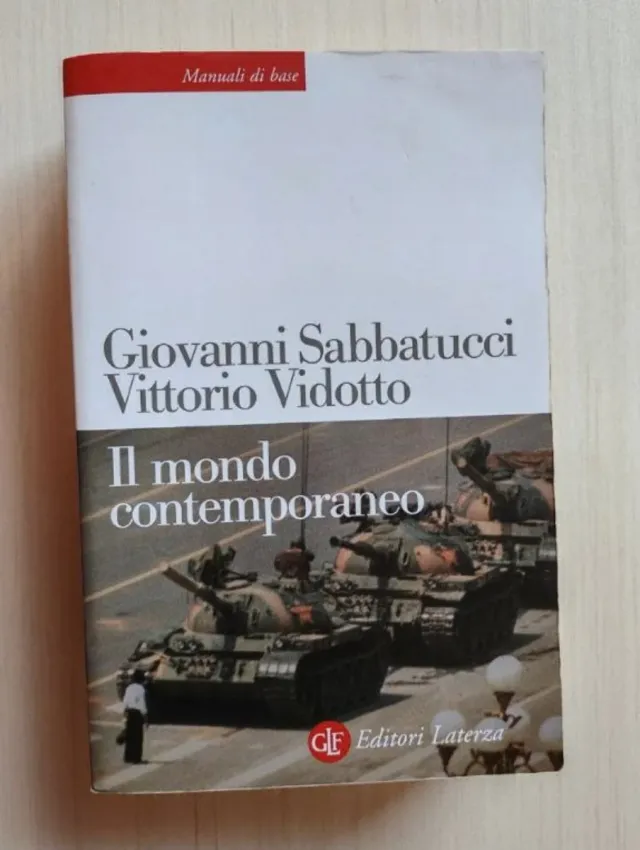 Manuali di base
Giovanni Sabbatucci
Vittorio Vidotto
Il mondo
contemporaneo
GLF Editori Laterza